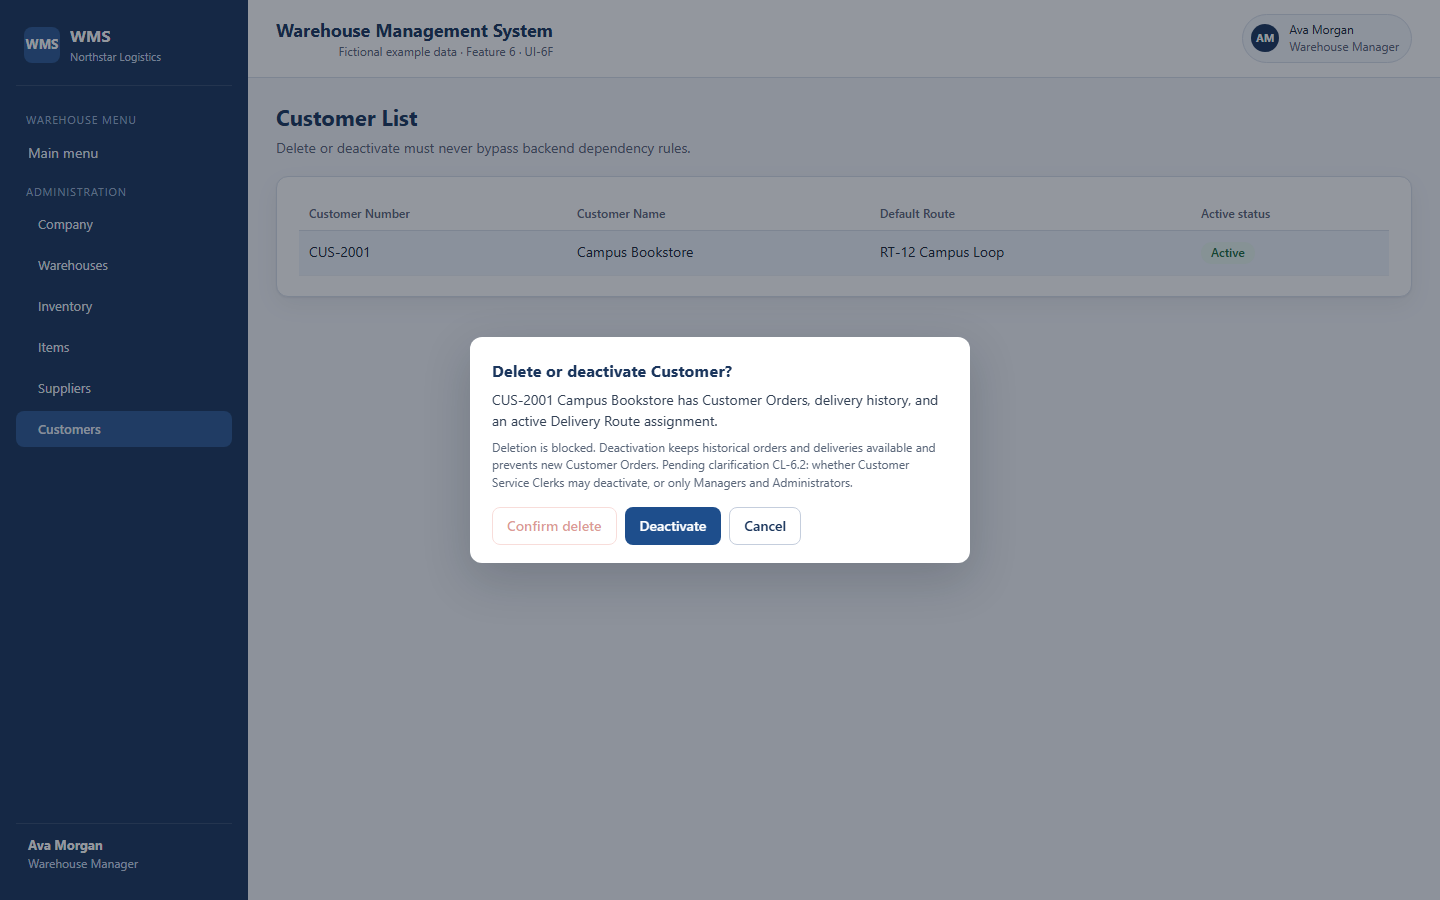 WMS
WMS
Northstar Logistics
WAREHOUSE MENU
Main menu
ADMINISTRATION
Company
Warehouses
Inventory
Items
Suppliers
Customers
Ava Morgan
Warehouse Manager
Warehouse Management System
Fictional example data · Feature 6 · UI-6F
AM
Ava Morgan
Warehouse Manager
Customer List
Delete or deactivate must never bypass backend dependency rules.
Customer Number Customer Name Default Route Active status
CUS-2001 Campus Bookstore RT-12 Campus Loop Active
Delete or deactivate Customer?
CUS-2001 Campus Bookstore has Customer Orders, delivery history, and
an active Delivery Route assignment.
Deletion is blocked. Deactivation keeps historical orders and deliveries available and
prevents new Customer Orders. Pending clarification CL-6.2: whether Customer
Service Clerks may deactivate, or only Managers and Administrators.
Confirm delete Deactivate Cancel